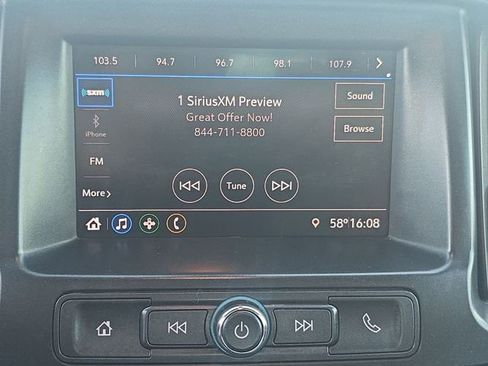 103.5 94.7 96.7 98.1 107.9
SXM
1 SiriusXM Preview
Great Offer Now!
844-711-8800
Sound
Browse
iPhone
FM
More
Tune
58° 16:08